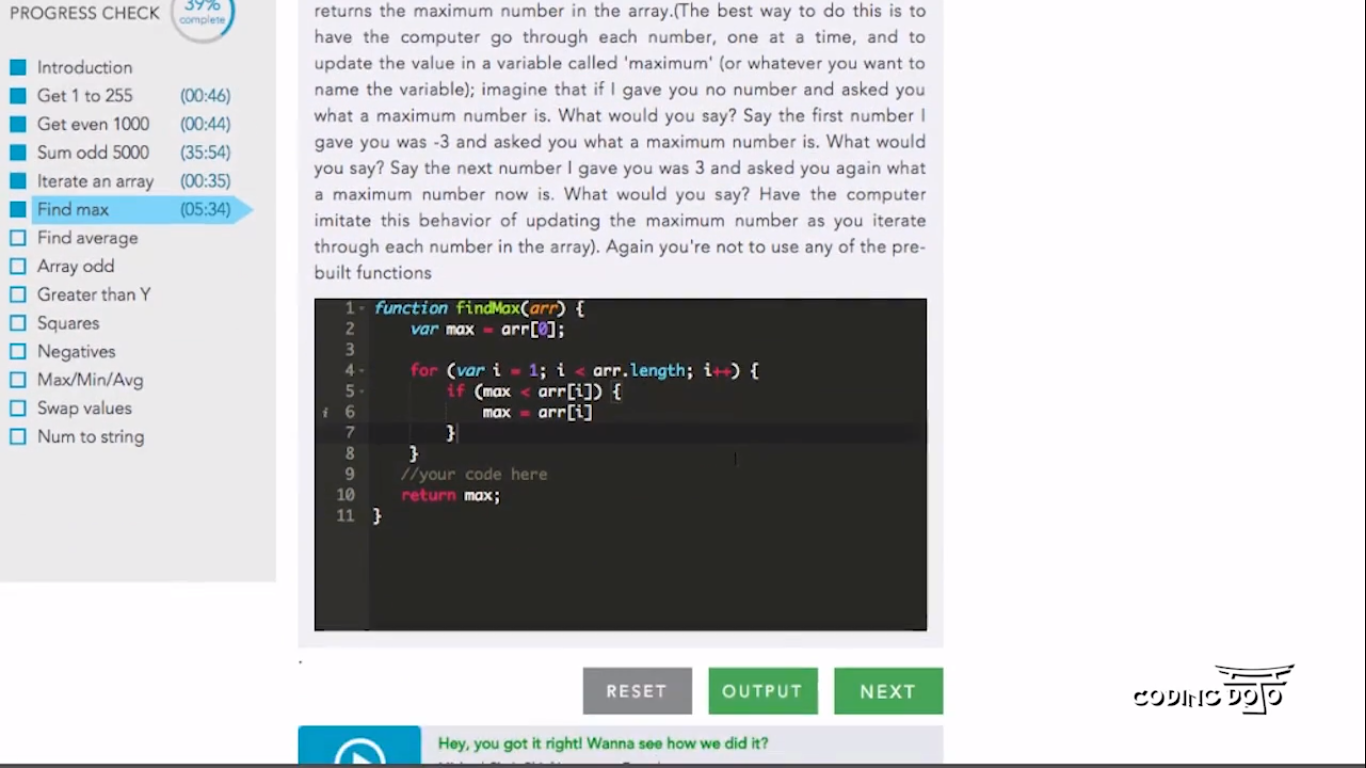 PROGRESS CHECK
39%
complete
Introduction
Get 1 to 255 (00:46)
Get even 1000 (00:44)
Sum odd 5000 (35:54)
Iterate an array (00:35)
Find max (05:34)
Find average
Array odd
Greater than Y
Squares
Negatives
Max/Min/Avg
Swap values
Num to string
returns the maximum number in the array.(The best way to do this is to
have the computer go through each number, one at a time, and to
update the value in a variable called 'maximum' (or whatever you want to
name the variable); imagine that if I gave you no number and asked you
what a maximum number is. What would you say? Say the first number I
gave you was -3 and asked you what a maximum number is. What would
you say? Say the next number I gave you was 3 and asked you again what
a maximum number now is. What would you say? Have the computer
imitate this behavior of updating the maximum number as you iterate
through each number in the array). Again you're not to use any of the pre-
built functions
1 function findMax(arr) {
2 var max = arr[0];
3
4 for (var i = 1; i < arr.length; i++) {
5 if (max < arr[i]) {
i 6 max = arr[i]
7 }
8 }
9 //your code here
10 return max;
11 }
RESET OUTPUT NEXT
CODING DOJO
Hey, you got it right! Wanna see how we did it?